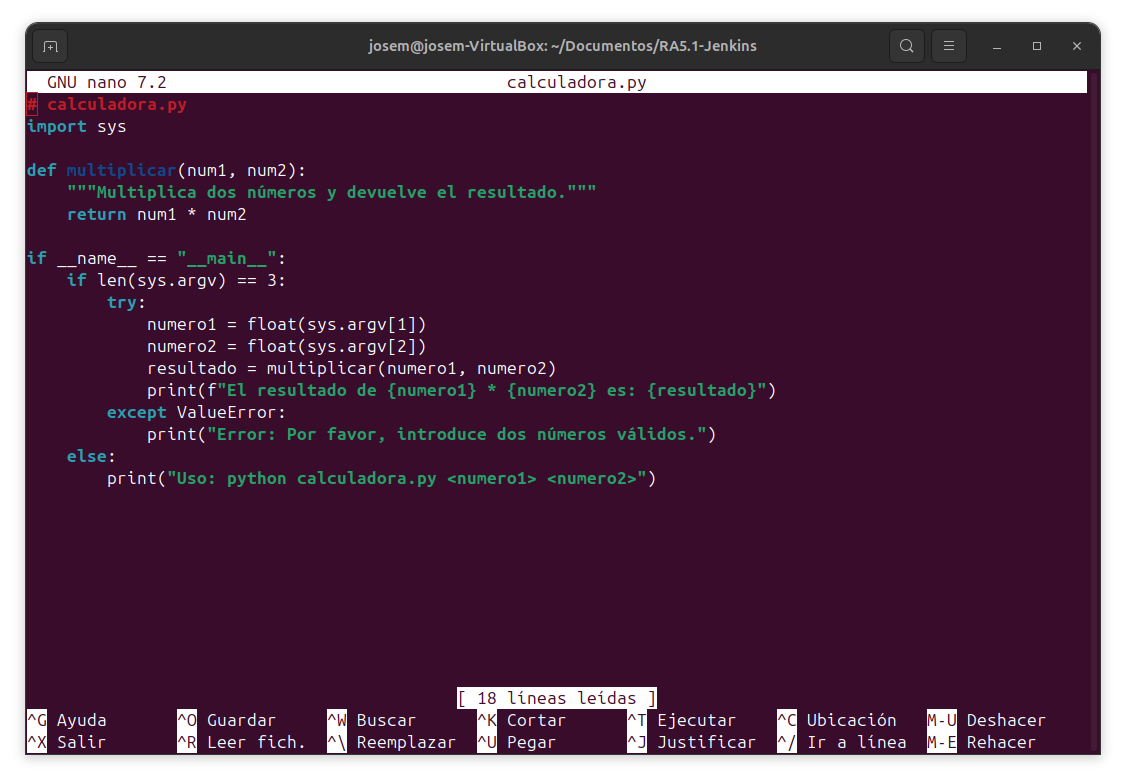 josem@josem-VirtualBox: ~/Documentos/RA5.1-Jenkins
GNU nano 7.2 calculadora.py
# calculadora.py
import sys

def multiplicar(num1, num2):
    """Multiplica dos números y devuelve el resultado."""
    return num1 * num2

if __name__ == "__main__":
    if len(sys.argv) == 3:
        try:
            numero1 = float(sys.argv[1])
            numero2 = float(sys.argv[2])
            resultado = multiplicar(numero1, numero2)
            print(f"El resultado de {numero1} * {numero2} es: {resultado}")
        except ValueError:
            print("Error: Por favor, introduce dos números válidos.")
    else:
        print("Uso: python calculadora.py <numero1> <numero2>")
[ 18 líneas leídas ]
^G Ayuda ^O Guardar ^W Buscar ^K Cortar ^T Ejecutar ^C Ubicación M-U Deshacer
^X Salir ^R Leer fich. ^\ Reemplazar ^U Pegar ^J Justificar ^/ Ir a línea M-E Rehacer